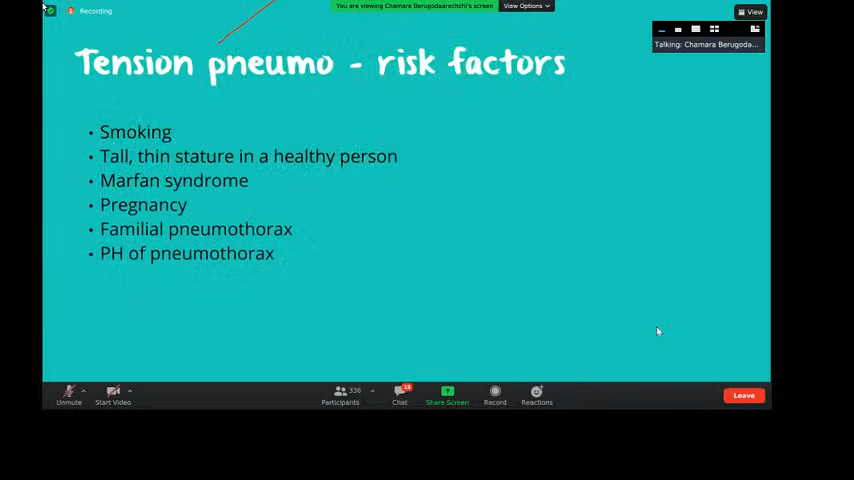 Recording
You are viewing Chamara Berugodaarachchi's screen
View Options
View
Talking: Chamara Berugoda...
Tension pneumo - risk factors
• Smoking
• Tall, thin stature in a healthy person
• Marfan syndrome
• Pregnancy
• Familial pneumothorax
• PH of pneumothorax
Unmute
Start Video
336
Participants
13
Chat
Share Screen
Record
Reactions
Leave